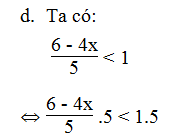 d. Ta có:
6 - 4x
5
< 1
⇔ 6 - 4x
5
.5 < 1.5